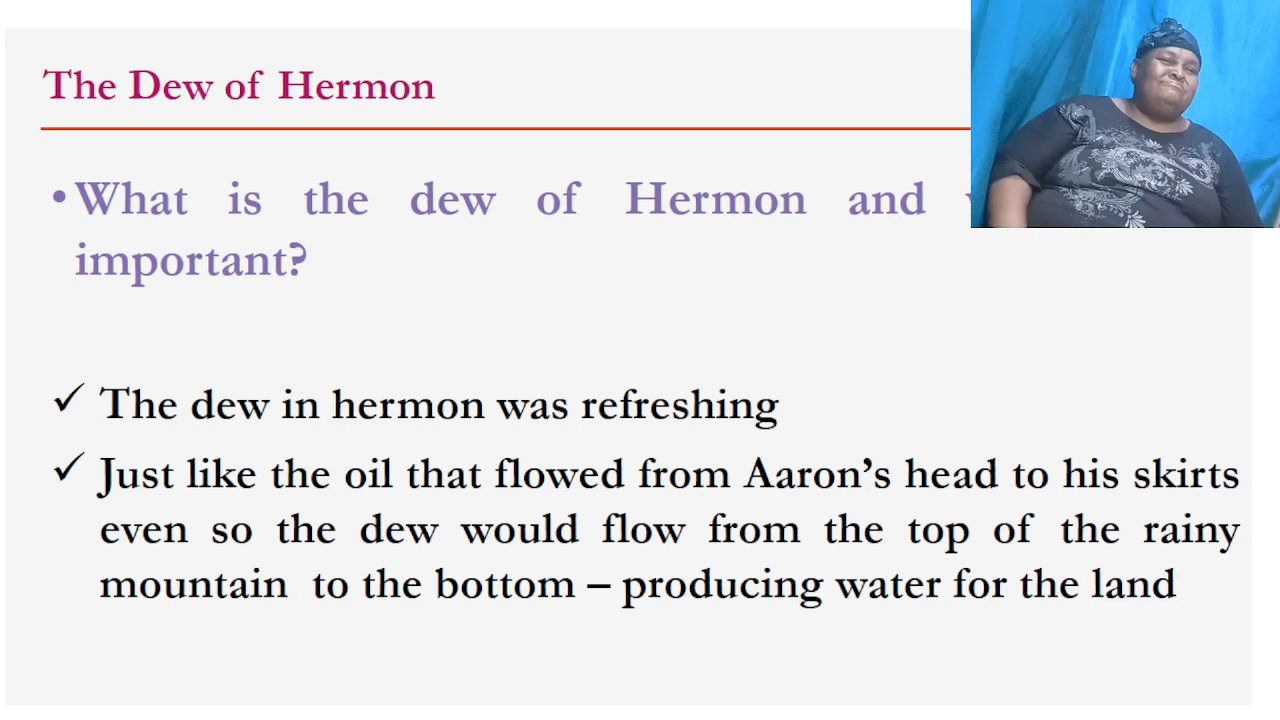 The Dew of Hermon
•What is the dew of Hermon and
important?
✓ The dew in hermon was refreshing
✓ Just like the oil that flowed from Aaron's head to his skirts
even so the dew would flow from the top of the rainy
mountain to the bottom – producing water for the land